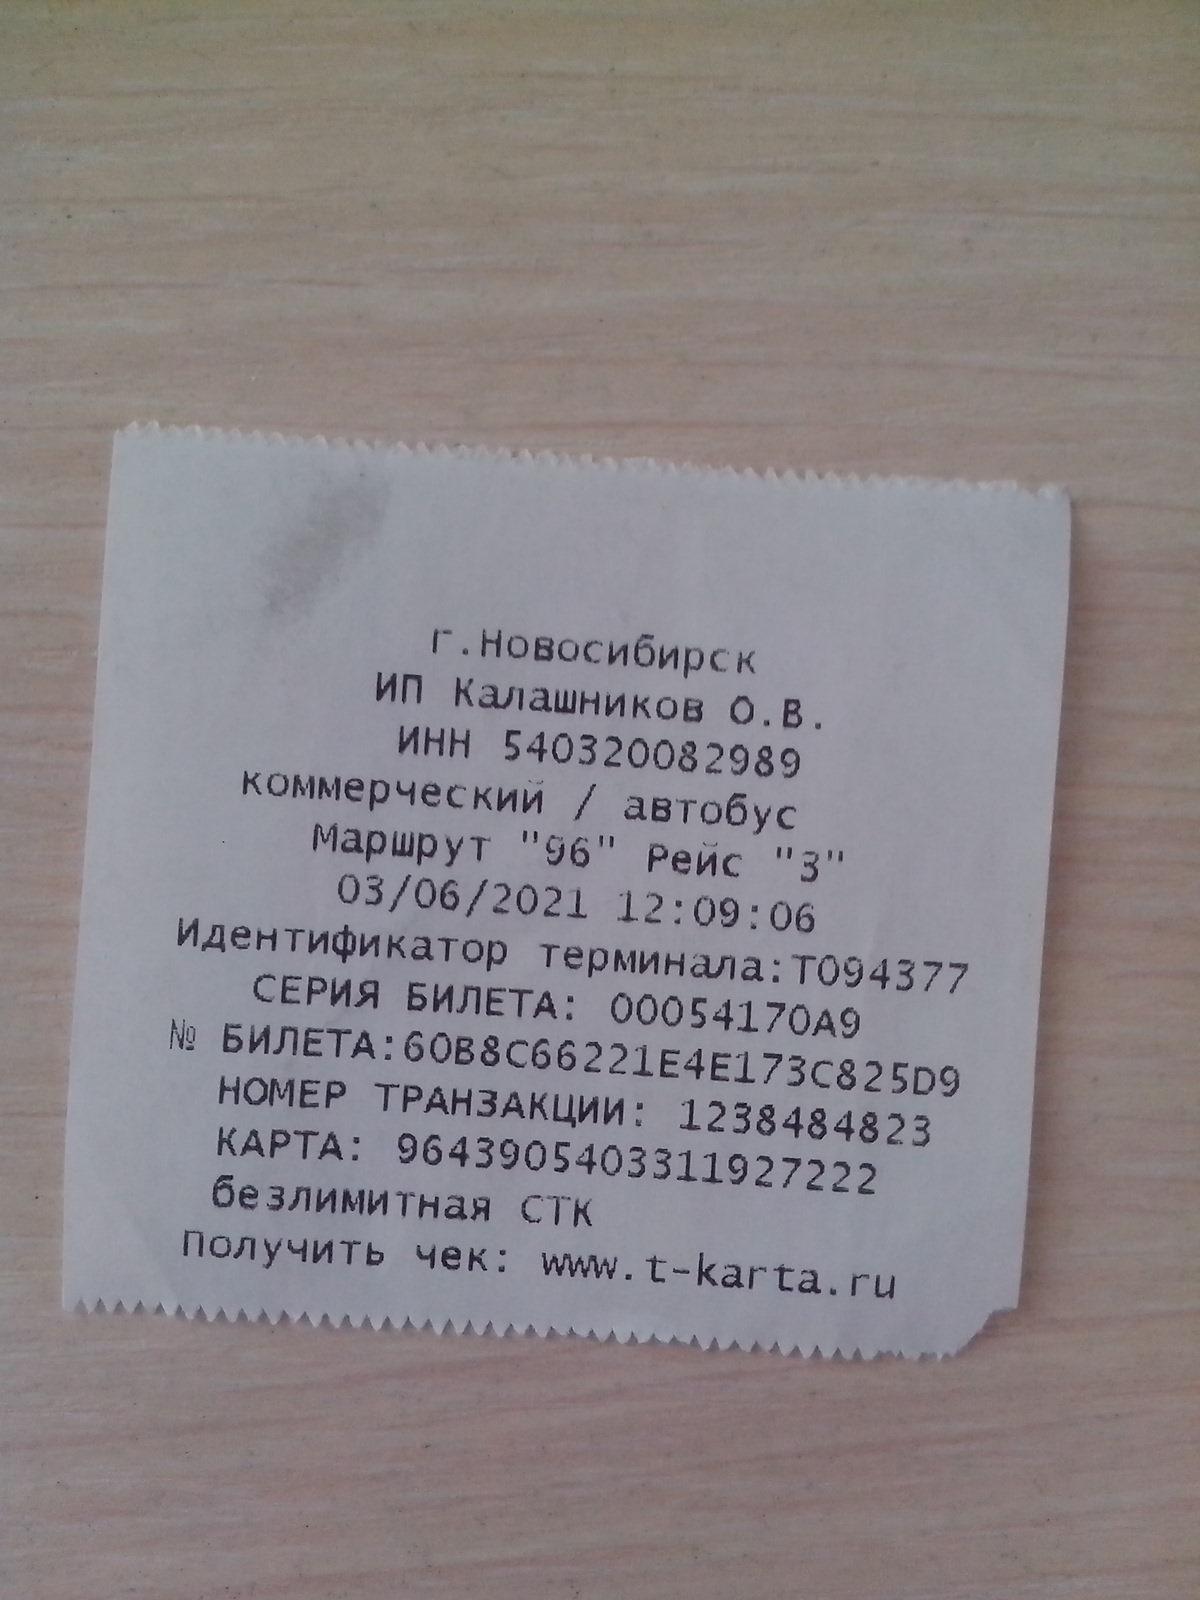 г.Новосибирск
ИП Калашников О.В.
ИНН 540320082989
коммерческий / автобус
Маршрут "96" Рейс "3"
03/06/2021 12:09:06
Идентификатор терминала:T094377
СЕРИЯ БИЛЕТА: 00054170A9
№ БИЛЕТА:60B8C66221E4E173C825D9
НОМЕР ТРАНЗАКЦИИ: 1238484823
КАРТА: 9643905403311927222
безлимитная СТК
Получить чек: www.t-karta.ru